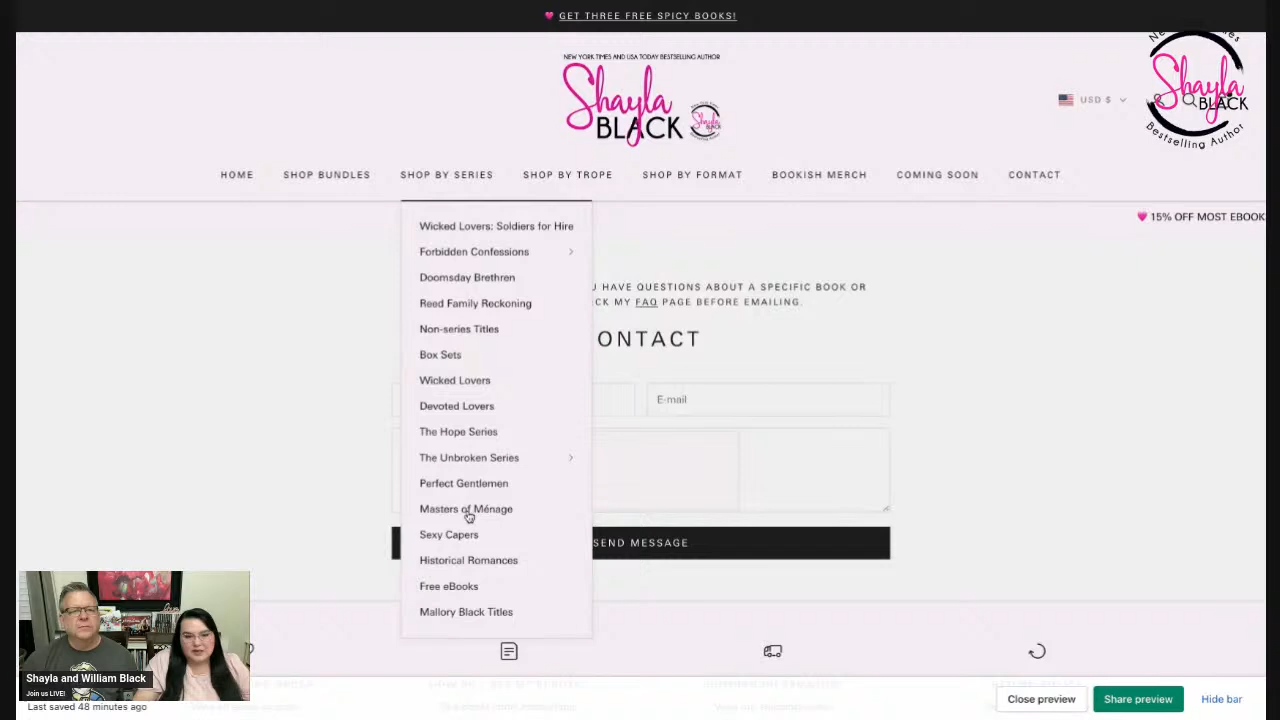 GET THREE FREE SPICY BOOKS!
NEW YORK TIMES AND USA TODAY BESTSELLING AUTHOR
Shayla
BLACK
Shayla
BLACK
USD $
Shayla
BLACK
Bestselling Author
HOME SHOP BUNDLES SHOP BY SERIES SHOP BY TROPE SHOP BY FORMAT BOOKISH MERCH COMING SOON CONTACT
15% OFF MOST EBOOK
Wicked Lovers: Soldiers for Hire
Forbidden Confessions
Doomsday Brethren
Reed Family Reckoning
Non-series Titles
Box Sets
Wicked Lovers
Devoted Lovers
The Hope Series
The Unbroken Series
Perfect Gentlemen
Masters of Ménage
Sexy Capers
Historical Romances
Free eBooks
Mallory Black Titles
U HAVE QUESTIONS ABOUT A SPECIFIC BOOK OR
CK MY FAQ PAGE BEFORE EMAILING.
ONTACT
E-mail
SEND MESSAGE
Shayla and William Black
Join us LIVE!
Last saved 48 minutes ago
Close preview
Share preview
Hide bar